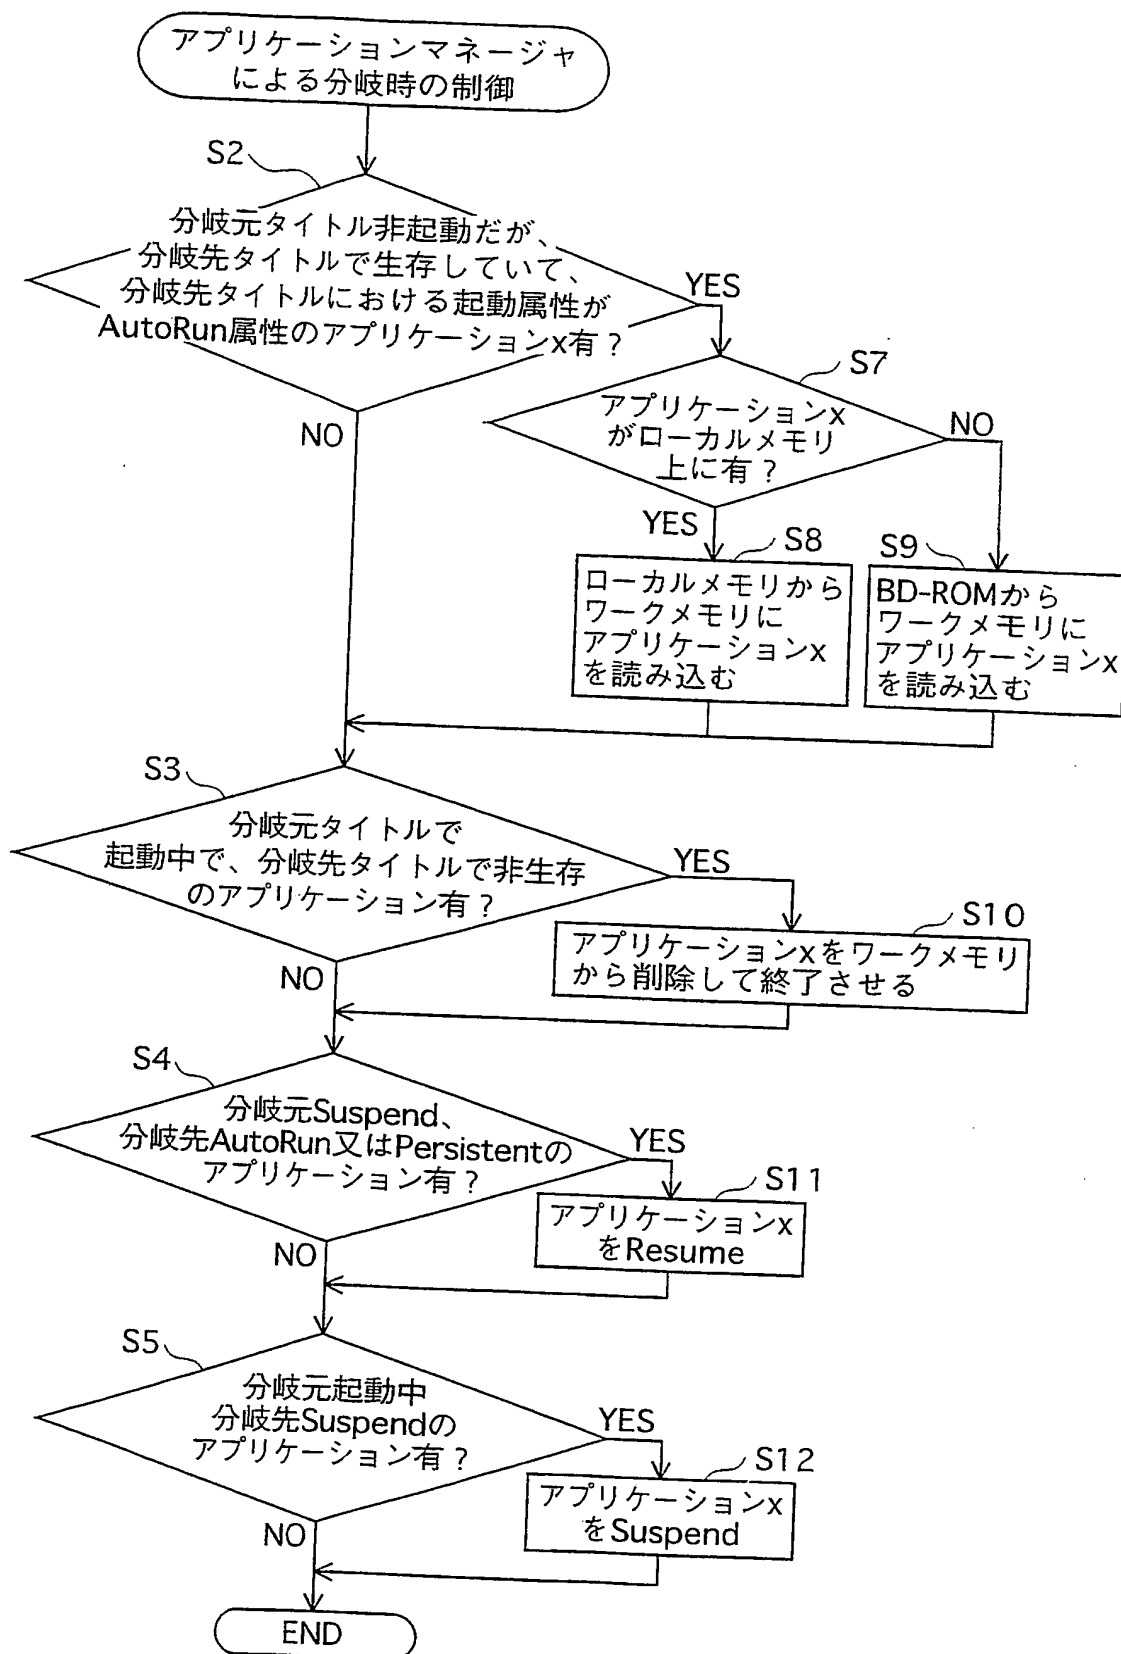 アプリケーションマネージャ
による分岐時の制御
S2
分岐元タイトル非起動だが、
分岐先タイトルで生存していて、
分岐先タイトルにおける起動属性が
AutoRun属性のアプリケーションx有？
YES
NO
S7
アプリケーションx
がローカルメモリ
上に有？
NO
YES
S8
ローカルメモリから
ワークメモリに
アプリケーションx
を読み込む
S9
BD-ROMから
ワークメモリに
アプリケーションx
を読み込む
S3
分岐元タイトルで
起動中で、分岐先タイトルで非生存
のアプリケーション有？
YES
NO
S10
アプリケーションxをワークメモリ
から削除して終了させる
S4
分岐元Suspend、
分岐先AutoRun又はPersistentの
アプリケーション有？
YES
NO
S11
アプリケーションx
をResume
S5
分岐元起動中
分岐先Suspendの
アプリケーション有？
YES
NO
S12
アプリケーションx
をSuspend
END